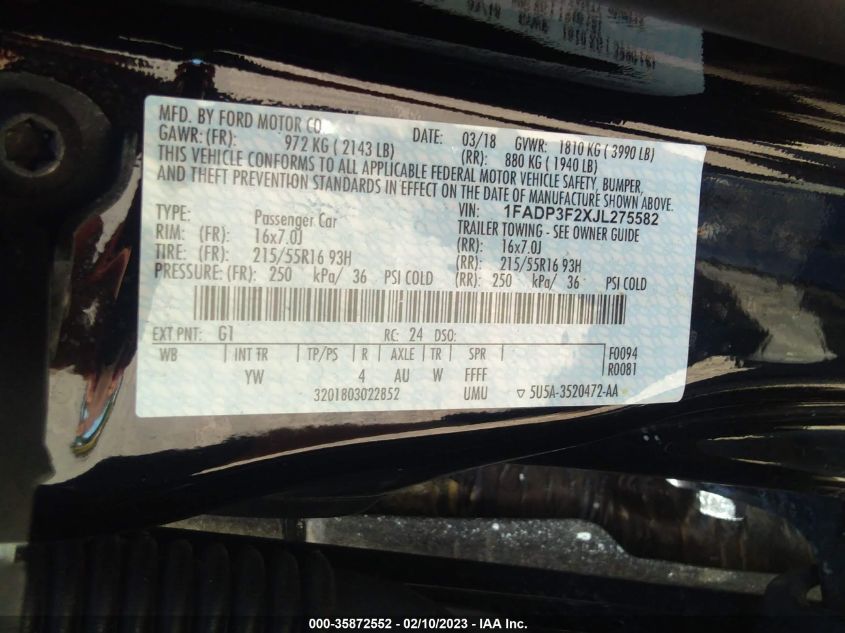 MFD. BY FORD MOTOR CO.
DATE: 03/18 GVWR: 1810 KG ( 3990 LB)
GAWR: (FR): 972 KG ( 2143 LB) (RR): 880 KG ( 1940 LB)
THIS VEHICLE CONFORMS TO ALL APPLICABLE FEDERAL MOTOR VEHICLE SAFETY, BUMPER,
AND THEFT PREVENTION STANDARDS IN EFFECT ON THE DATE OF MANUFACTURE SHOWN ABOVE.
VIN: 1FADP3F2XJL275582
TYPE: Passenger Car TRAILER TOWING - SEE OWNER GUIDE
RIM: (FR): 16x7.0J (RR): 16x7.0J
TIRE: (FR): 215/55R16 93H (RR): 215/55R16 93H
PRESSURE: (FR): 250 kPa/ 36 PSI COLD (RR): 250 kPa/ 36 PSI COLD
EXT PNT: G1 RC: 24 DSO:
WB INT TR TP/PS R AXLE TR SPR F0094
R0081
YW 4 AU W FFFF
3201803022852 UMU ▽ 5U5A-3520472-AA
000-35872552 - 02/10/2023 - IAA Inc.